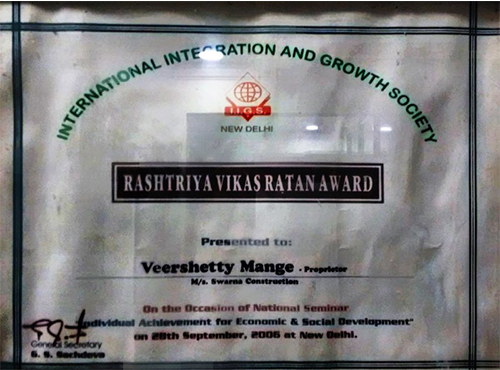 INTERNATIONAL INTEGRATION AND GROWTH SOCIETY
I.I.G.S.
NEW DELHI
RASHTRIYA VIKAS RATAN AWARD
Presented to:
Veershetty Mange - Proprietor
M/s. Swarna Construction
On the Occasion of National Seminar
Individual Achievement for Economic & Social Development"
on 28th September, 2006 at New Delhi.
General Secretary
G. S. Sachdeva